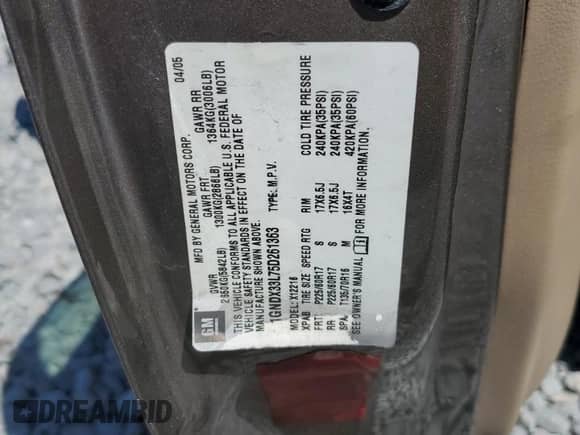 MFD BY GENERAL MOTORS CORP. 04/05
GVWR GAWR FRT GAWR RR
2650KG(5842LB) 1300KG(2866LB) 1364KG(3006LB)
THIS VEHICLE CONFORMS TO ALL APPLICABLE U.S. FEDERAL MOTOR
VEHICLE SAFETY STANDARDS IN EFFECT ON THE DATE OF
MANUFACTURE SHOWN ABOVE.
1GNDX33L75D261363 TYPE: M.P.V.
MODEL: X12216
XPAB TIRE SIZE SPEED RTG RIM COLD TIRE PRESSURE
FRT P225/60R17 S 17X6.5J 240KPA(35PSI)
RR P225/60R17 S 17X6.5J 240KPA(35PSI)
SPA T135/70R16 M 16X4T 420KPA(60PSI)
SEE OWNER'S MANUAL FOR MORE INFORMATION.
GM
DREAMBID